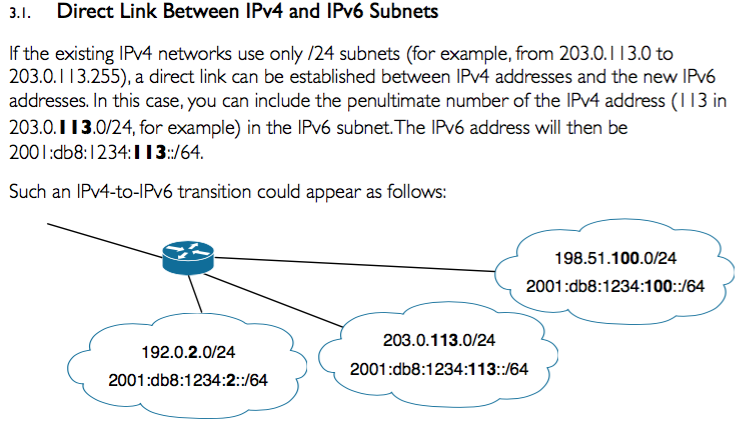 3.1. Direct Link Between IPv4 and IPv6 Subnets
If the existing IPv4 networks use only /24 subnets (for example, from 203.0.113.0 to
203.0.113.255), a direct link can be established between IPv4 addresses and the new IPv6
addresses. In this case, you can include the penultimate number of the IPv4 address (113 in
203.0.113.0/24, for example) in the IPv6 subnet. The IPv6 address will then be
2001:db8:1234:113::/64.
Such an IPv4-to-IPv6 transition could appear as follows:
198.51.100.0/24
2001:db8:1234:100::/64
203.0.113.0/24
2001:db8:1234:113::/64
192.0.2.0/24
2001:db8:1234:2::/64